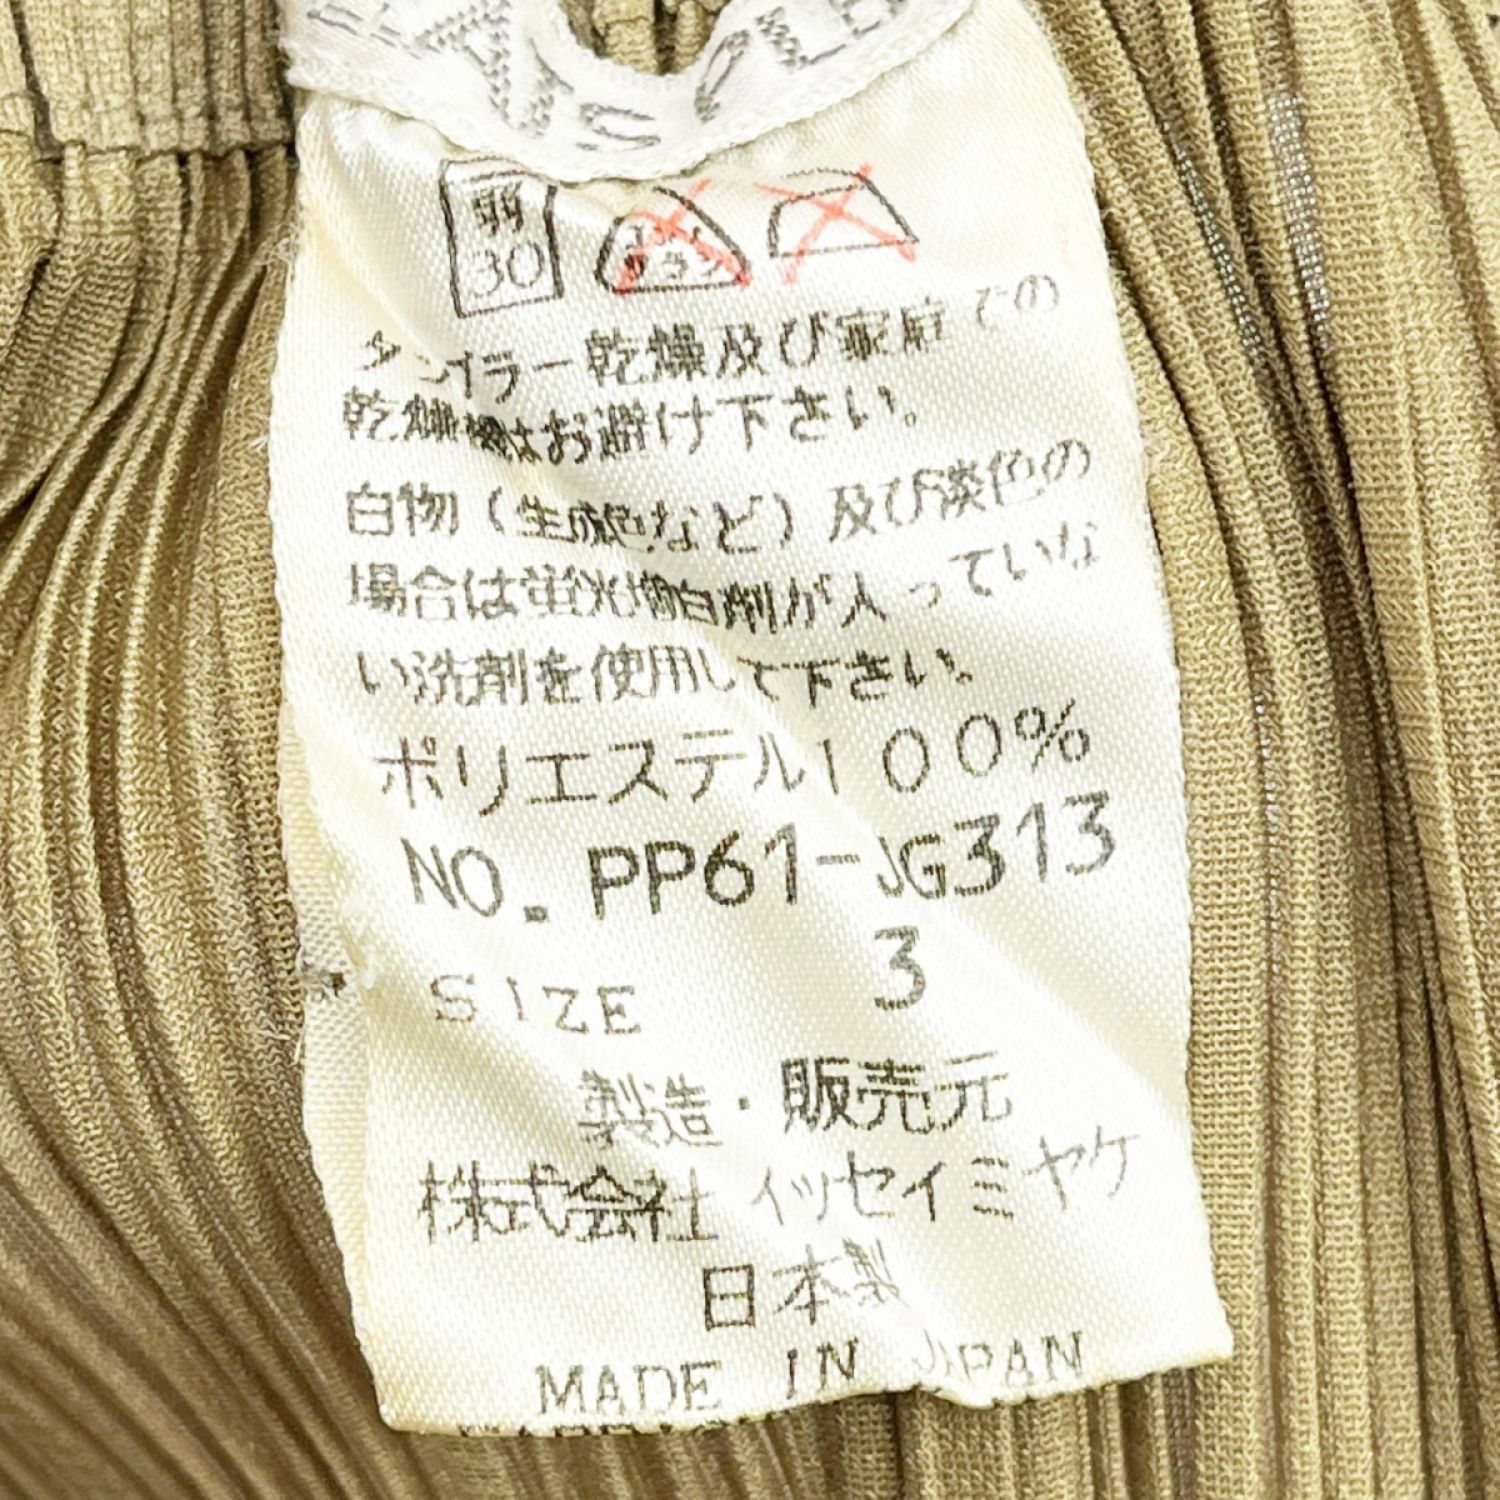 弱
30
タンブラー乾燥及び家庭での
乾燥機はお避け下さい。
白物(生成色など)及び淡色の
場合は蛍光増白剤が入っていな
い洗剤を使用して下さい。
ポリエステル100%
NO. PP61-JG313
SIZE 3
製造・販売元
株式会社イッセイミヤケ
日本製
MADE IN JAPAN